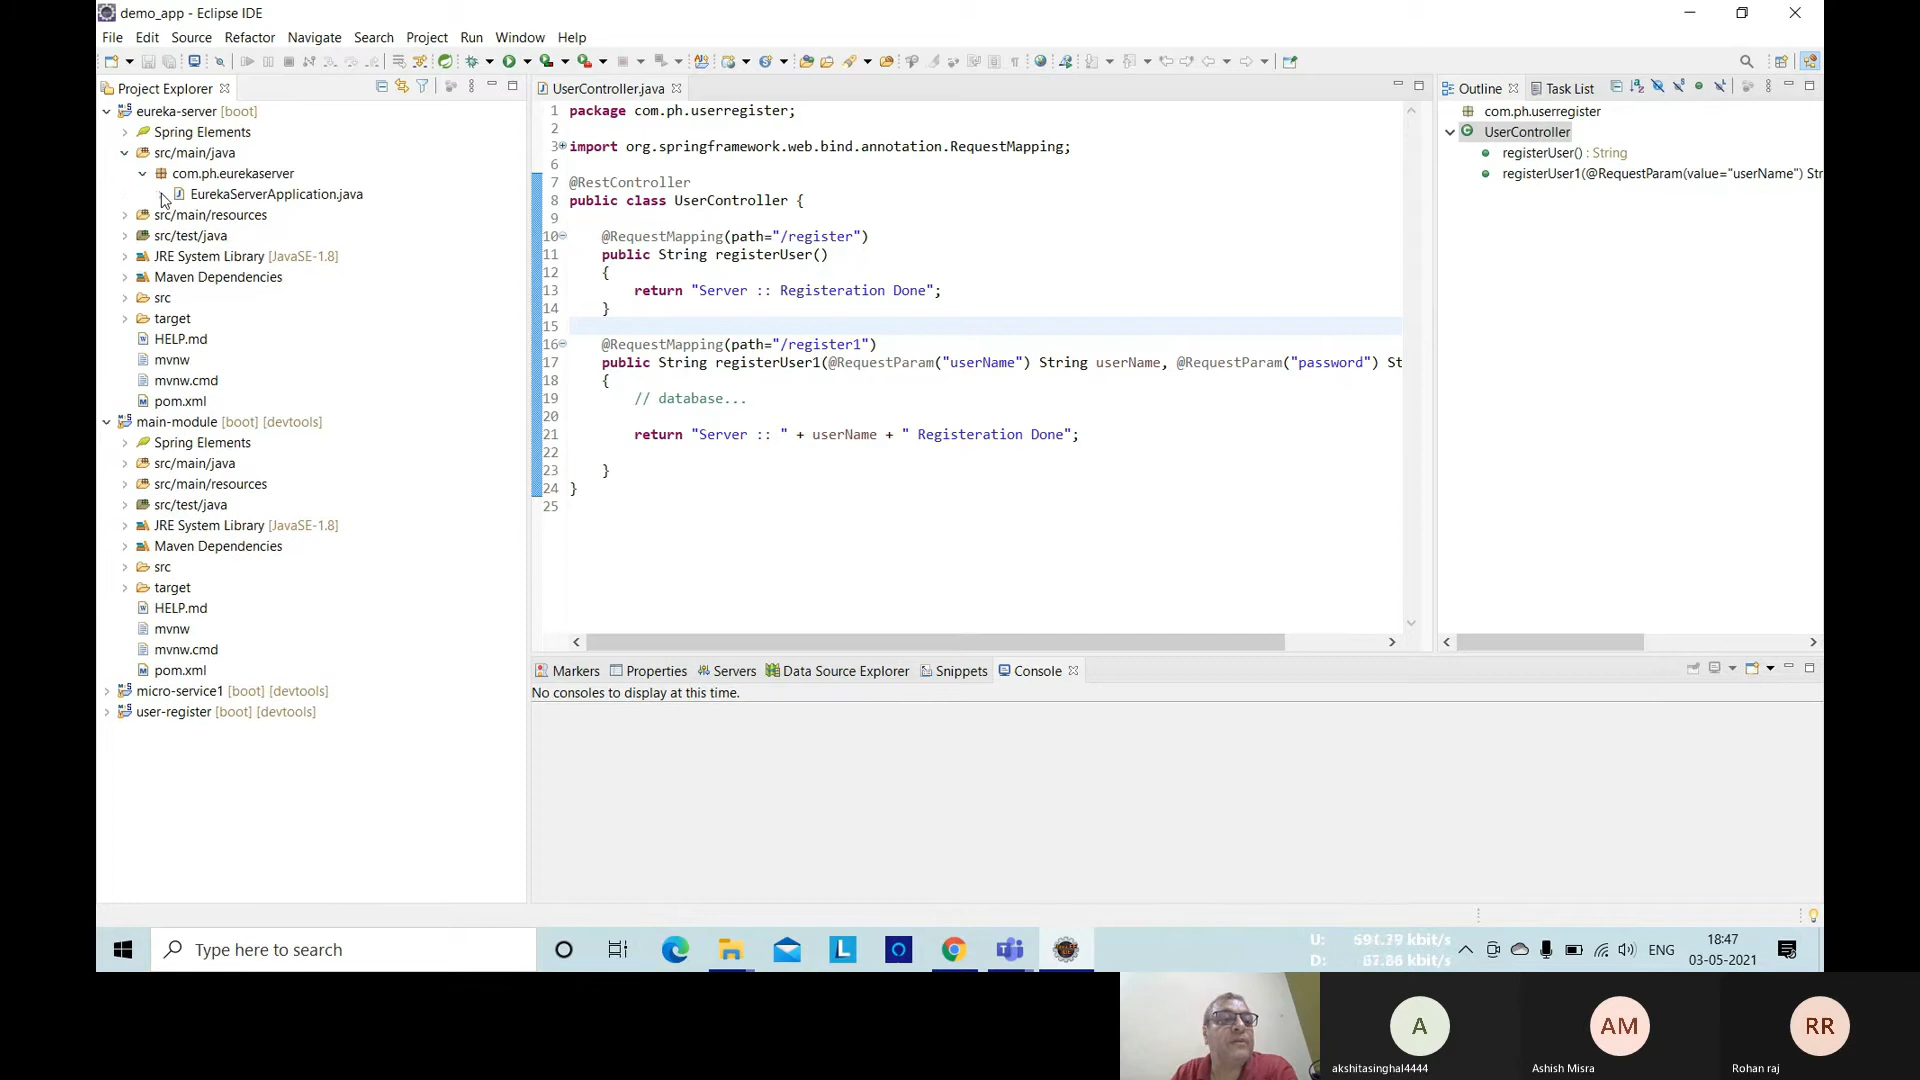 demo_app - Eclipse IDE
File Edit Source Refactor Navigate Search Project Run Window Help
Project Explorer
eureka-server [boot]
Spring Elements
src/main/java
com.ph.eurekaserver
EurekaServerApplication.java
src/main/resources
src/test/java
JRE System Library [JavaSE-1.8]
Maven Dependencies
src
target
HELP.md
mvnw
mvnw.cmd
pom.xml
main-module [boot] [devtools]
Spring Elements
src/main/java
src/main/resources
src/test/java
JRE System Library [JavaSE-1.8]
Maven Dependencies
src
target
HELP.md
mvnw
mvnw.cmd
pom.xml
micro-service1 [boot] [devtools]
user-register [boot] [devtools]
UserController.java
1 package com.ph.userregister;
2
3 import org.springframework.web.bind.annotation.RequestMapping;
6
7 @RestController
8 public class UserController {
9
10 @RequestMapping(path="/register")
11 public String registerUser()
12 {
13 return "Server :: Registeration Done";
14 }
15
16 @RequestMapping(path="/register1")
17 public String registerUser1(@RequestParam("userName") String userName, @RequestParam("password") St
18 {
19 // database...
20
21 return "Server :: " + userName + " Registeration Done";
22
23 }
24 }
25
Outline Task List
com.ph.userregister
UserController
registerUser() : String
registerUser1(@RequestParam(value="userName") Str
Markers Properties Servers Data Source Explorer Snippets Console
No consoles to display at this time.
Type here to search
U: 591.79 kbit/s
D: 87.86 kbit/s
ENG
18:47
03-05-2021
A
akshitasinghal4444
AM
Ashish Misra
RR
Rohan raj